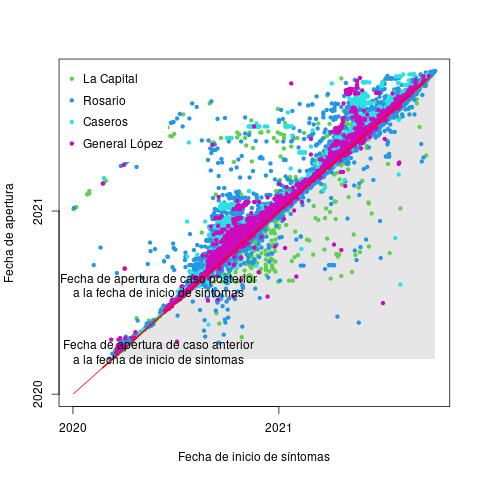 La Capital
Rosario
Caseros
General López
Fecha de apertura
2021
2020
Fecha de apertura de caso posterior
a la fecha de inicio de síntomas
Fecha de apertura de caso anterior
a la fecha de inicio de síntomas
2020
2021
Fecha de inicio de síntomas